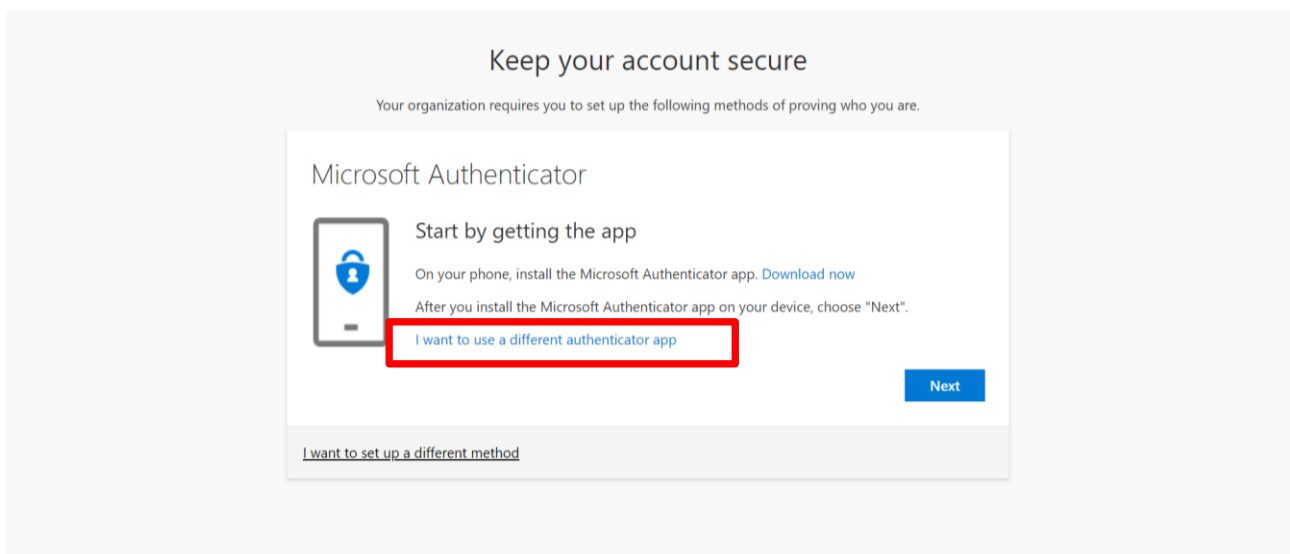 Keep your account secure
Your organization requires you to set up the following methods of proving who you are.
Microsoft Authenticator
Start by getting the app
On your phone, install the Microsoft Authenticator app. Download now
After you install the Microsoft Authenticator app on your device, choose "Next".
I want to use a different authenticator app
Next
I want to set up a different method